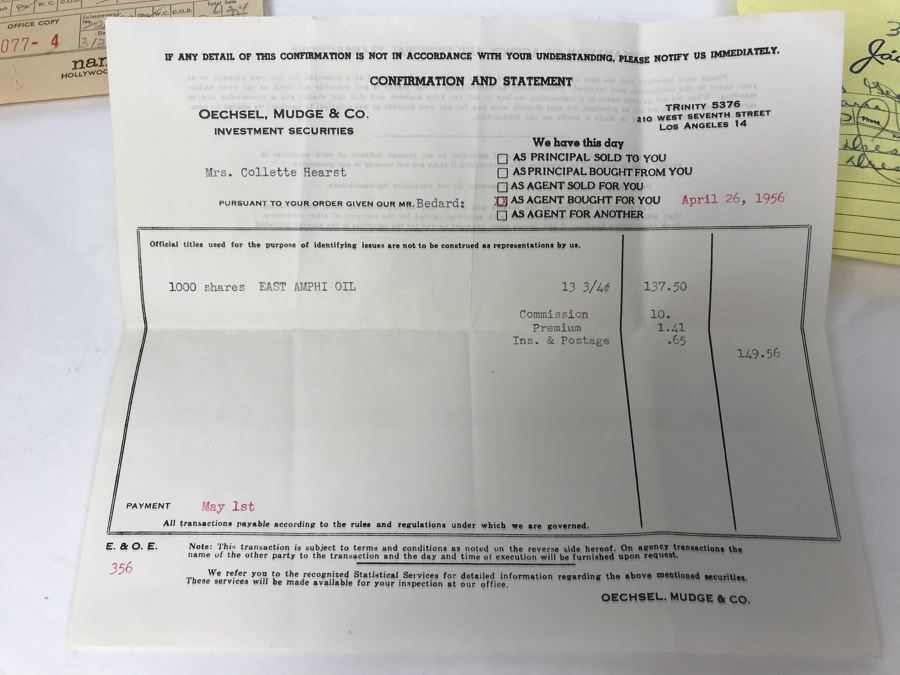 OFFICE COPY
077- 4
HOLLYWOO
IF ANY DETAIL OF THIS CONFIRMATION IS NOT IN ACCORDANCE WITH YOUR UNDERSTANDING, PLEASE NOTIFY US IMMEDIATELY.
CONFIRMATION AND STATEMENT
OECHSEL, MUDGE & CO.
INVESTMENT SECURITIES
TRINITY 5376
210 WEST SEVENTH STREET
LOS ANGELES 14
We have this day
AS PRINCIPAL SOLD TO YOU
AS PRINCIPAL BOUGHT FROM YOU
AS AGENT SOLD FOR YOU
XX AS AGENT BOUGHT FOR YOU April 26, 1956
AS AGENT FOR ANOTHER
Mrs. Collette Hearst
PURSUANT TO YOUR ORDER GIVEN OUR MR. Bedard:
Official titles used for the purpose of identifying issues are not to be construed as representations by us.
1000 shares EAST AMPHI OIL 13 3/4¢ 137.50
Commission 10.
Premium 1.41
Ins. & Postage .65
149.56
PAYMENT May 1st
All transactions payable according to the rules and regulations under which we are governed.
E. & O. E.
356
Note: This transaction is subject to terms and conditions as noted on the reverse side hereof. On agency transactions the
name of the other party to the transaction and the day and time of execution will be furnished upon request.
We refer you to the recognized Statistical Services for detailed information regarding the above mentioned securities.
These services will be made available for your inspection at our office.
OECHSEL, MUDGE & CO.